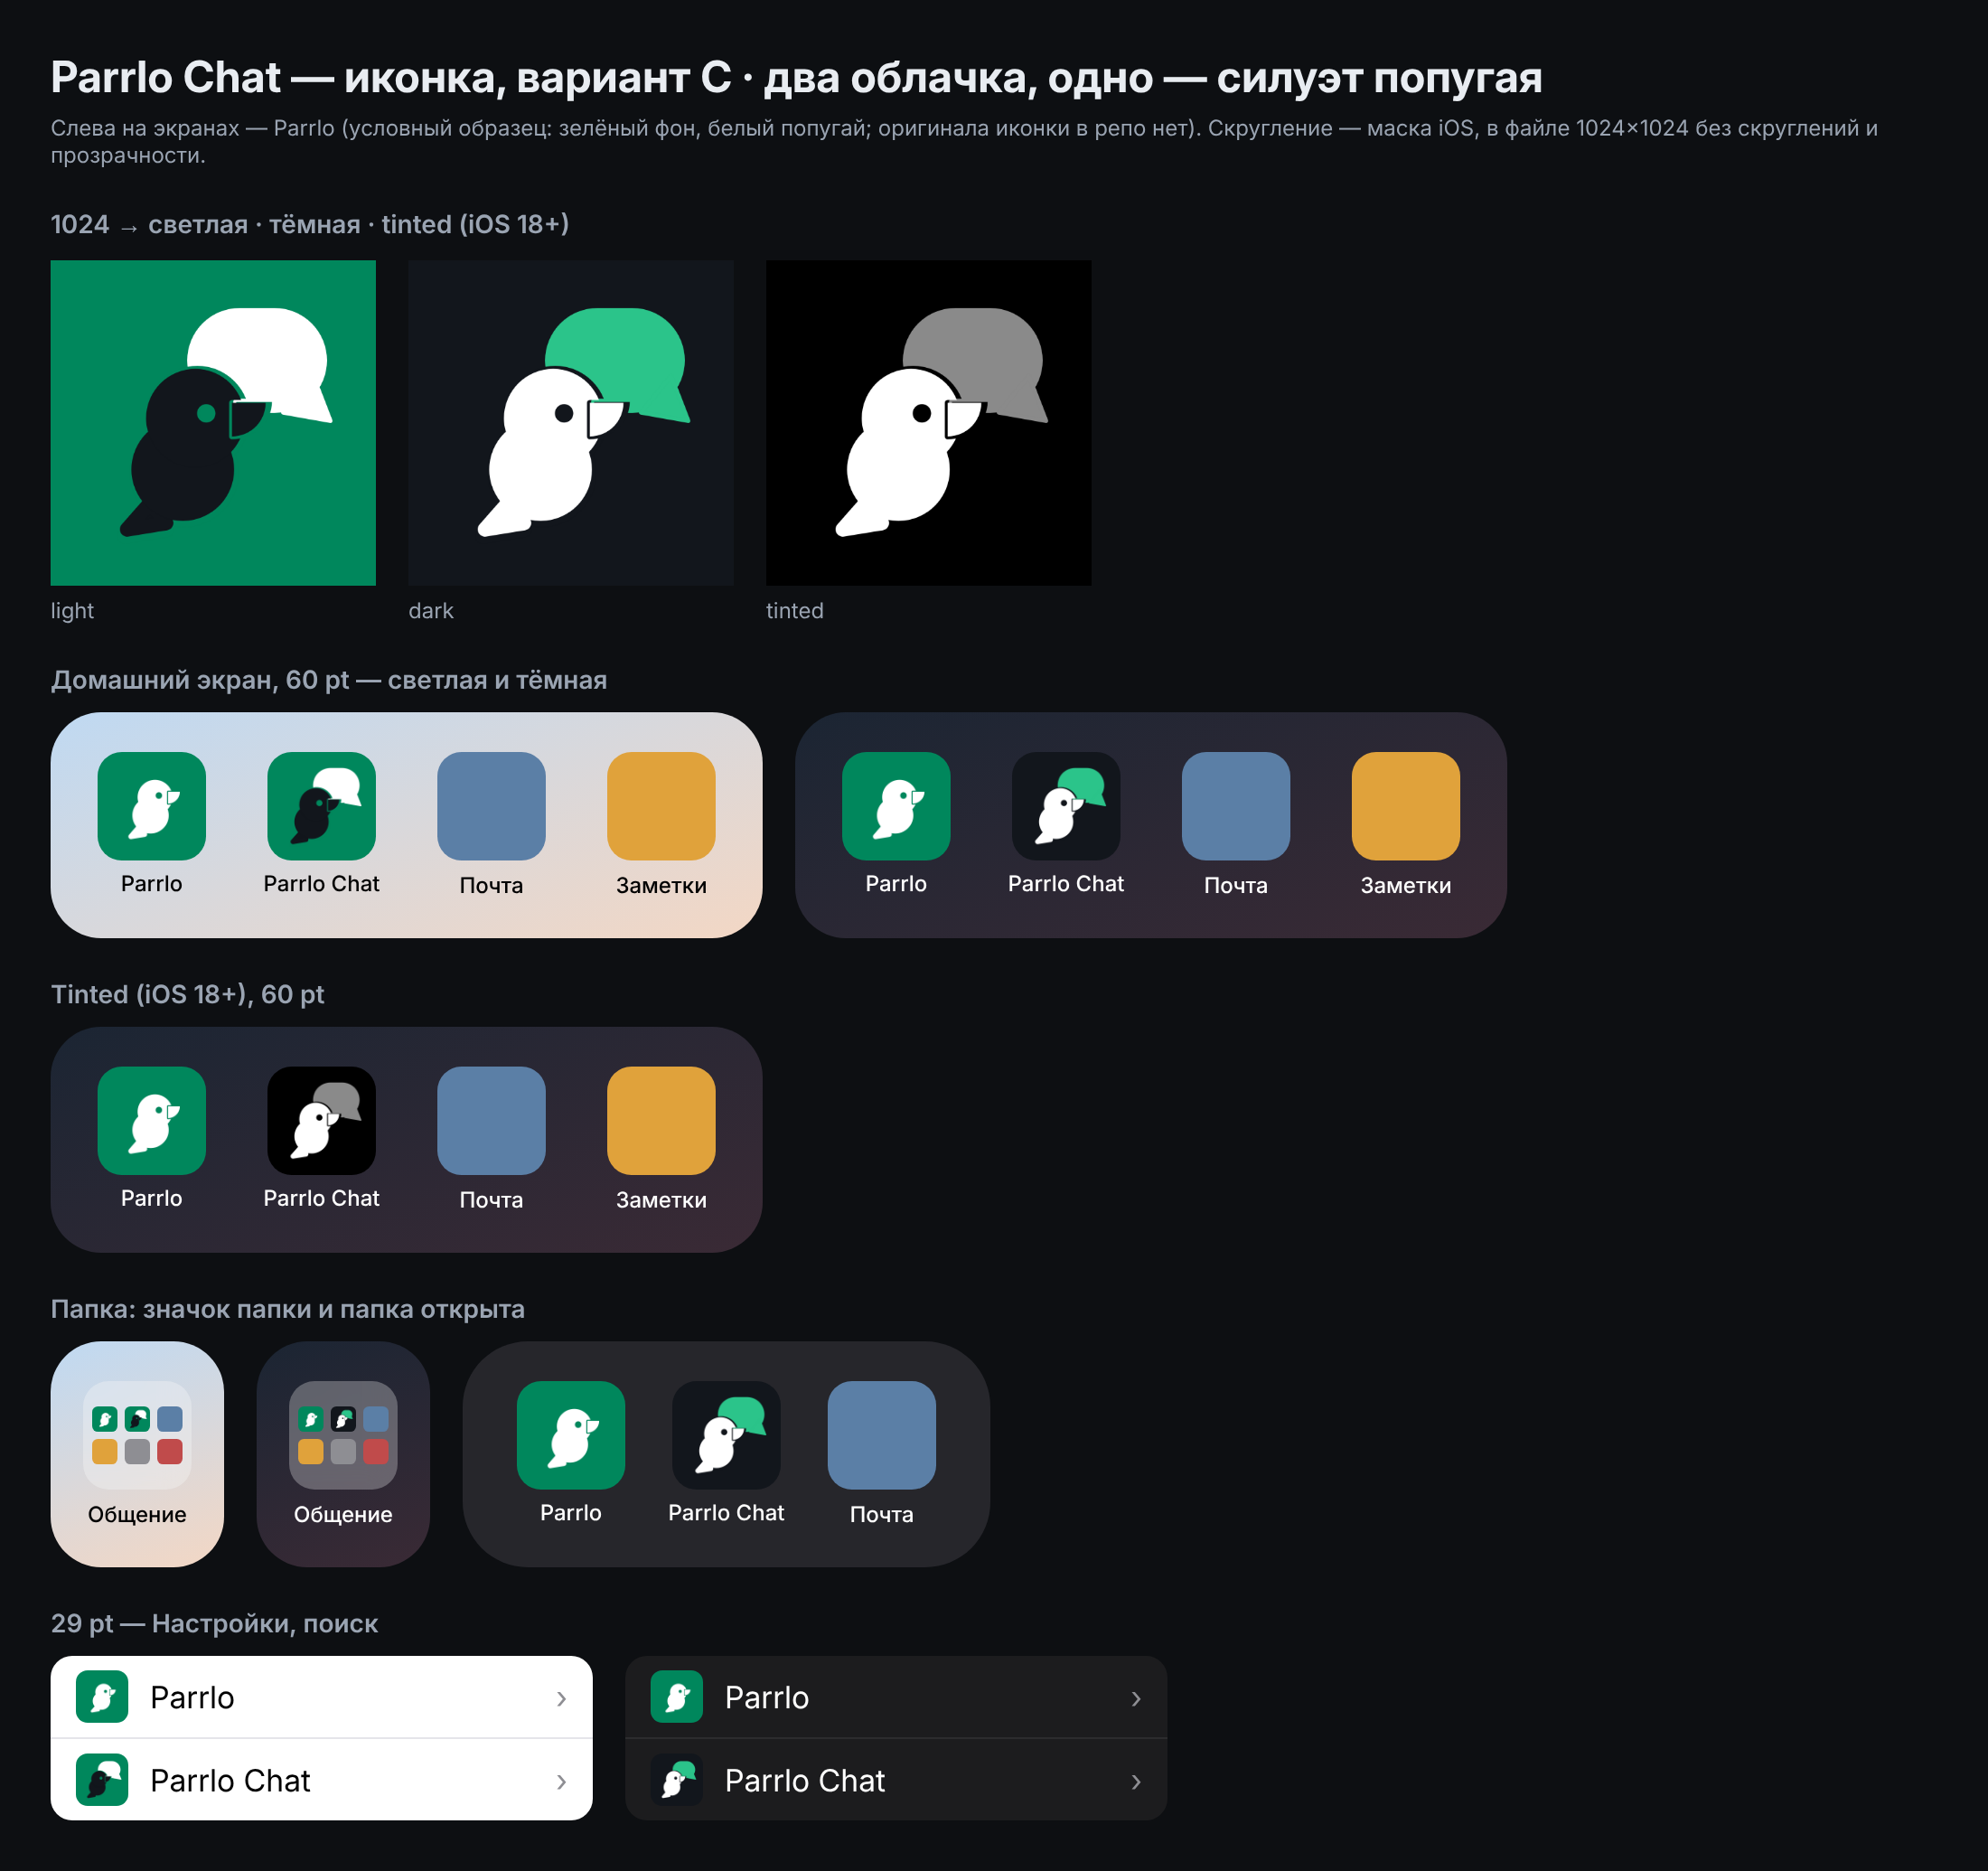 Parrlo Chat — иконка, вариант C · два облачка, одно — силуэт попугая
Слева на экранах — Parrlo (условный образец: зелёный фон, белый попугай; оригинала иконки в репо нет). Скругление — маска iOS, в файле 1024×1024 без скруглений и
прозрачности.
1024 → светлая · тёмная · tinted (iOS 18+)
light
dark
tinted
Домашний экран, 60 pt — светлая и тёмная
Parrlo
Parrlo Chat
Почта
Заметки
Parrlo
Parrlo Chat
Почта
Заметки
Tinted (iOS 18+), 60 pt
Parrlo
Parrlo Chat
Почта
Заметки
Папка: значок папки и папка открыта
Общение
Общение
Parrlo
Parrlo Chat
Почта
29 pt — Настройки, поиск
Parrlo
Parrlo Chat
Parrlo
Parrlo Chat